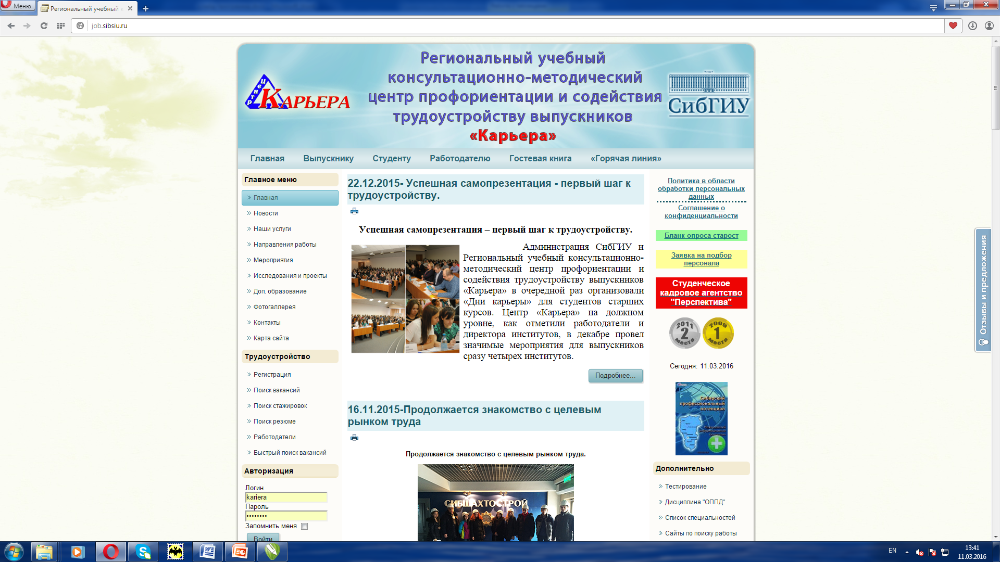 Меню
Региональный учебный
job.sibsiu.ru
Региональный учебный
консультационно-методический
центр профориентации и содействия
трудоустройству выпускников
«Карьера»
центр
КАРЬЕРА
СибГИУ
Главная
Выпускнику
Студенту
Работодателю
Гостевая книга
«Горячая линия»
Главное меню
Главная
Новости
Наши услуги
Направления работы
Мероприятия
Исследования и проекты
Доп. образование
Фотогаллерея
Контакты
Карта сайта
Трудоустройство
Регистрация
Поиск вакансий
Поиск стажировок
Поиск резюме
Работодатели
Быстрый поиск вакансий
Авторизация
Логин
kariera
Пароль
••••••••
Запомнить меня
Войти
22.12.2015- Успешная самопрезентация - первый шаг к
трудоустройству.
Успешная самопрезентация – первый шаг к трудоустройству.
Администрация СибГИУ и
Региональный учебный консультационно-
методический центр профориентации и
содействия трудоустройству выпускников
«Карьера» в очередной раз организовали
«Дни карьеры» для студентов старших
курсов. Центр «Карьера» на должном
уровне, как отметили работодатели и
директора институтов, в декабре провел
значимые мероприятия для выпускников
сразу четырех институтов.
Подробнее...
16.11.2015-Продолжается знакомство с целевым
рынком труда
Продолжается знакомство с целевым рынком труда.
СИБШАХТОСТРОЙ
Политика в области
обработки персональных
данных
Соглашение о
конфиденциальности
Бланк опроса старост
Заявка на подбор
персонала
Студенческое
кадровое агентство
"Перспектива"
2011
2
место
2009
1
место
Сегодня: 11.03.2016
Сибирский
профессиональный
потенциал
Межвузовский
информационный
бюллетень
Дополнительно
Тестирование
Дисциплина "ОППД"
Список специальностей
Сайты по поиску работы
Отзывы и предложения
EN
13:41
11.03.2016